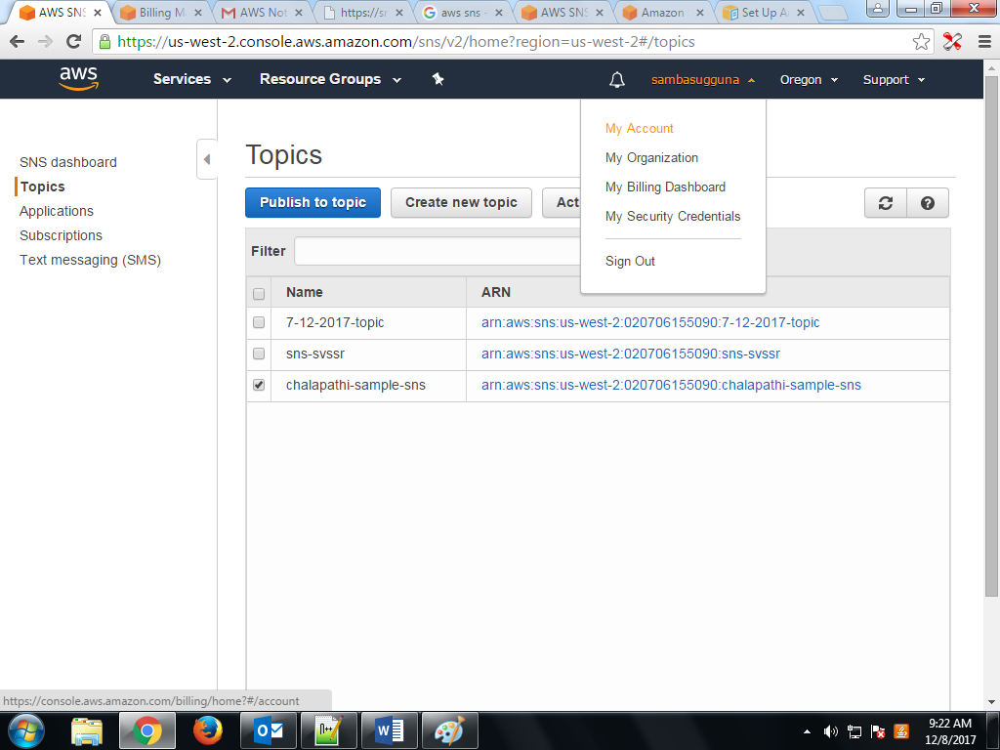 AWS SNS
Billing M
AWS Not
https://sn
aws sns -
AWS SNS
Amazon
Set Up A
https://us-west-2.console.aws.amazon.com/sns/v2/home?region=us-west-2#/topics
aws Services Resource Groups sambasugguna Oregon Support
My Account
My Organization
My Billing Dashboard
My Security Credentials
Sign Out
SNS dashboard
Topics
Applications
Subscriptions
Text messaging (SMS)
Topics
Publish to topic Create new topic Act
Filter
Name ARN
7-12-2017-topic arn:aws:sns:us-west-2:020706155090:7-12-2017-topic
sns-svssr arn:aws:sns:us-west-2:020706155090:sns-svssr
chalapathi-sample-sns arn:aws:sns:us-west-2:020706155090:chalapathi-sample-sns
https://console.aws.amazon.com/billing/home?#/account
9:22 AM
12/8/2017